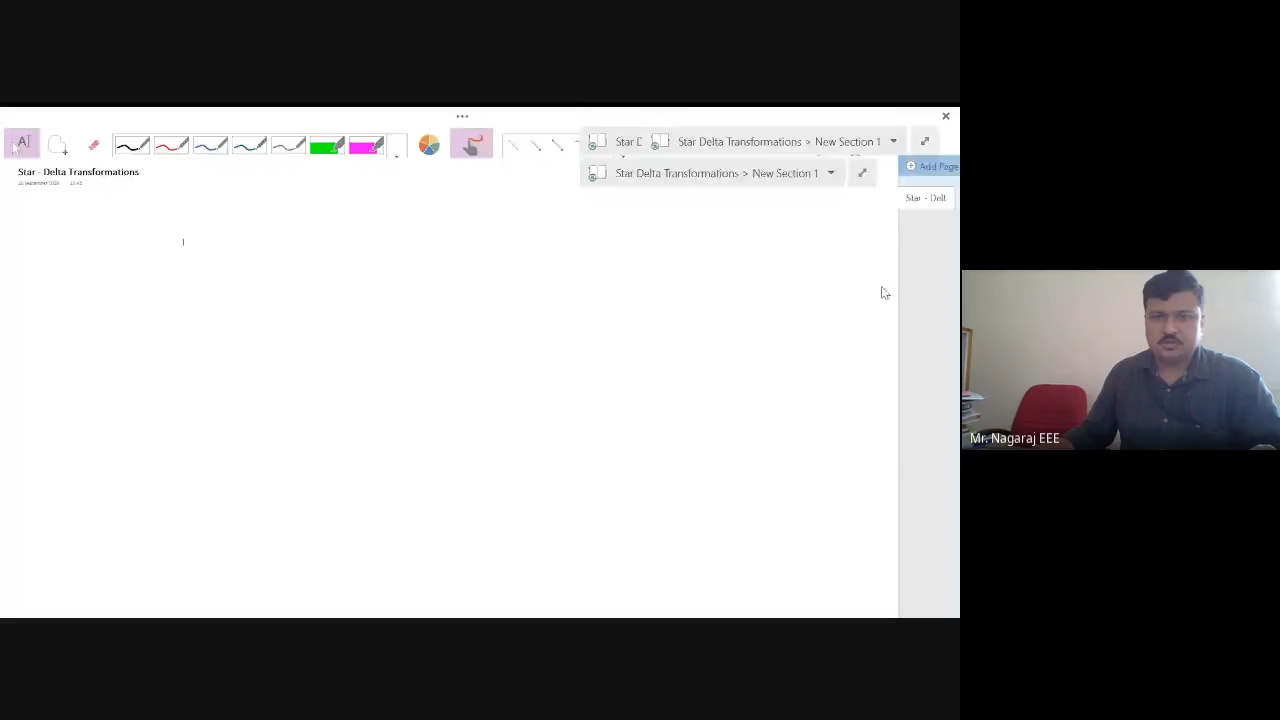 Star D
Star Delta Transformations > New Section 1
Star - Delta Transformations
Star Delta Transformations > New Section 1
Add Page
Star - Delt
Mr. Nagaraj EEE